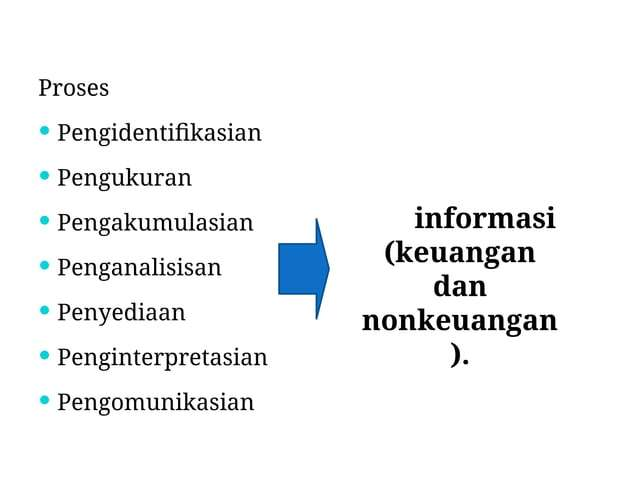 Proses
Pengidentifikasian
Pengukuran
Pengakumulasian
Penganalisisan
Penyediaan
Penginterpretasian
Pengomunikasian
informasi
(keuangan
dan
nonkeuangan
).